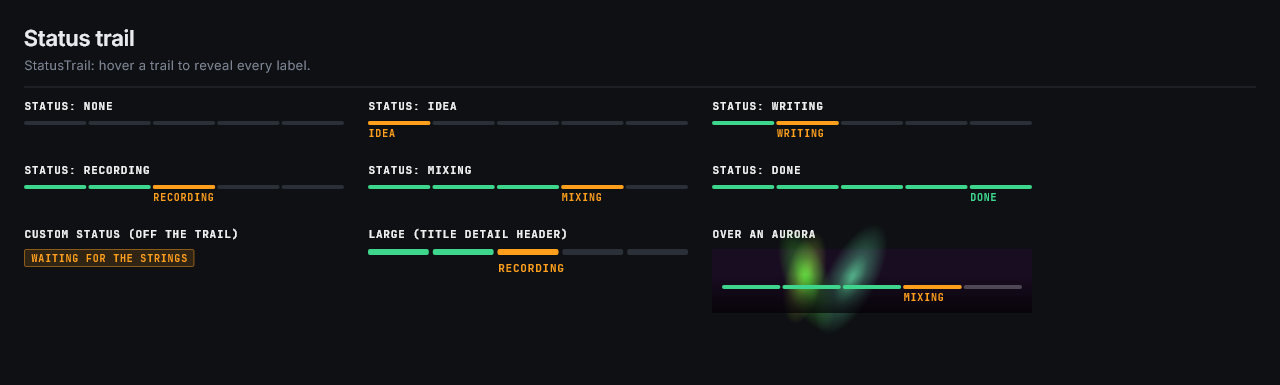 Status trail
StatusTrail: hover a trail to reveal every label.
STATUS: NONE
STATUS: IDEA
IDEA
STATUS: WRITING
WRITING
STATUS: RECORDING
RECORDING
STATUS: MIXING
MIXING
STATUS: DONE
DONE
CUSTOM STATUS (OFF THE TRAIL)
WAITING FOR THE STRINGS
LARGE (TITLE DETAIL HEADER)
RECORDING
OVER AN AURORA
MIXING